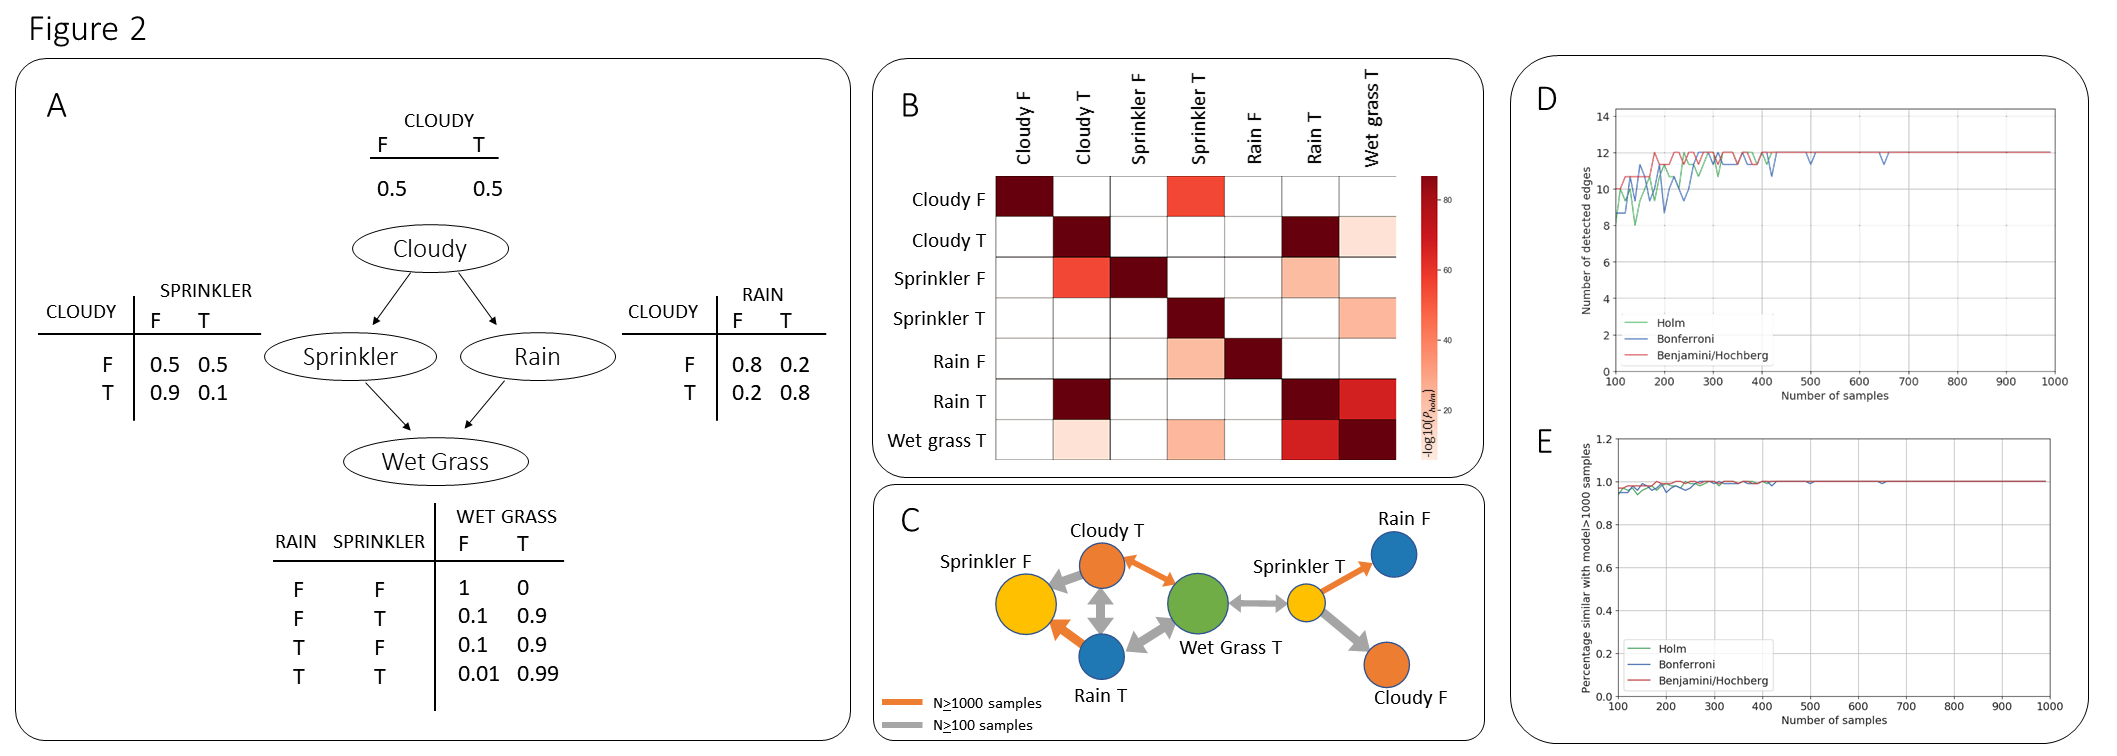 Figure 2
A
CLOUDY
F T
0.5 0.5
Cloudy
SPRINKLER
CLOUDY
F T
F 0.5 0.5
T 0.9 0.1
RAIN
CLOUDY
F T
F 0.8 0.2
T 0.2 0.8
Sprinkler
Rain
Wet Grass
WET GRASS
RAIN SPRINKLER F T
F F 1 0
F T 0.1 0.9
T F 0.1 0.9
T T 0.01 0.99
B
Cloudy F
Cloudy T
Sprinkler F
Sprinkler T
Rain F
Rain T
Wet grass T
Cloudy F
Cloudy T
Sprinkler F
Sprinkler T
Rain F
Rain T
Wet grass T
80
60
40
20
-log10(Pholm)
C
Cloudy T
Sprinkler F
Rain T
Wet Grass T
Sprinkler T
Rain F
Cloudy F
N≥1000 samples
N≥100 samples
D
Number of detected edges
14
12
10
8
6
4
2
0
Holm
Bonferroni
Benjamini/Hochberg
100 200 300 400 500 600 700 800 900 1000
Number of samples
E
Percentage similar with model>1000 samples
1.2
1.0
0.8
0.6
0.4
0.2
0.0
Holm
Bonferroni
Benjamini/Hochberg
100 200 300 400 500 600 700 800 900 1000
Number of samples